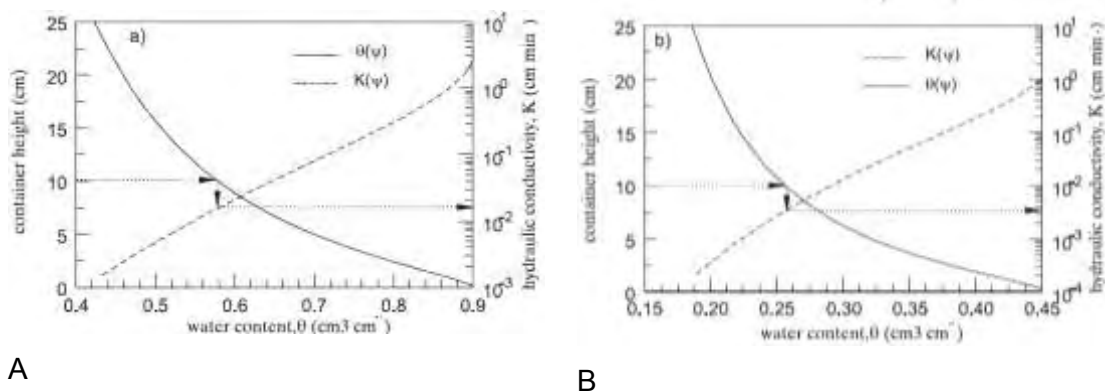 a)
θ(ψ)
K(ψ)
container height (cm)
25
20
15
10
5
0
0.4 0.5 0.6 0.7 0.8 0.9
water content,θ (cm3 cm⁻
hydraulic conductivity, K (cm min⁻)
10¹
10⁰
10⁻¹
10⁻²
10⁻³
A
b)
K(ψ)
θ(ψ)
container height (cm)
25
20
15
10
5
0
0.15 0.20 0.25 0.30 0.35 0.40 0.45
water content,θ (cm3 cm⁻)
hydraulic conductivity, K (cm min⁻)
10¹
10⁰
10⁻¹
10⁻²
10⁻³
10⁻⁴
B